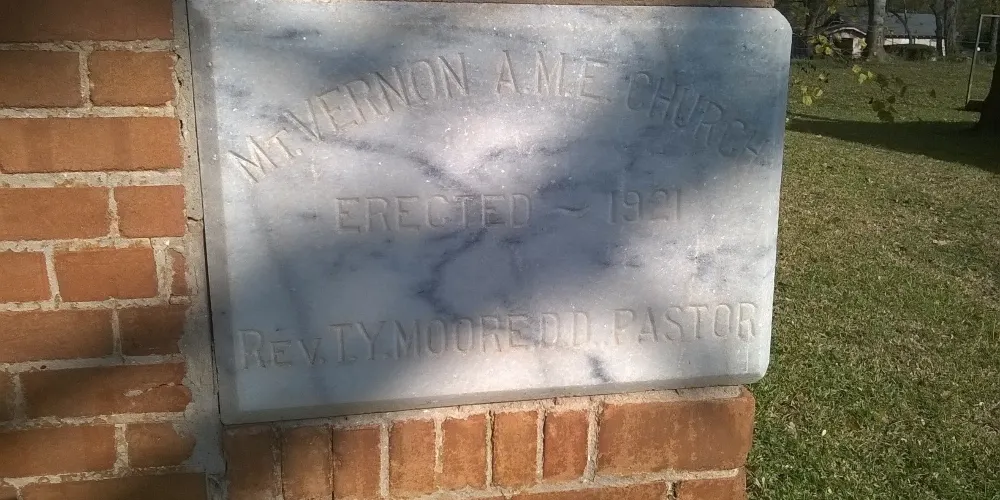 MT. VERNON A.M.E. CHURCH
ERECTED ~ 1921
REV. T.Y. MOORE, D.D. PASTOR